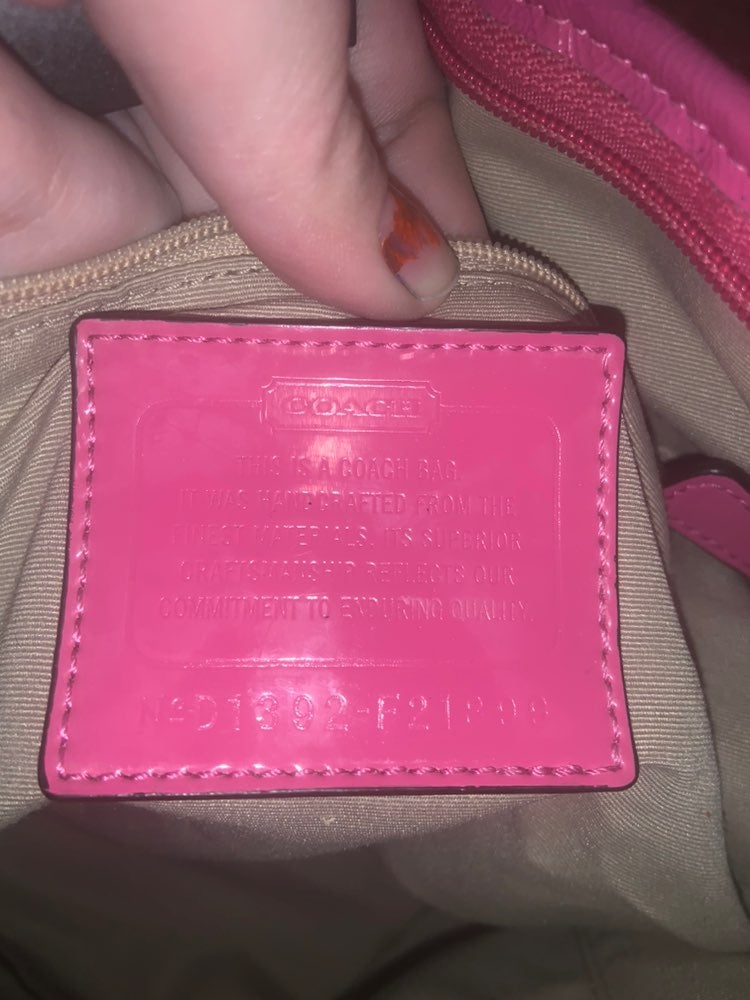 COACH
THIS IS A COACH BAG.
IT WAS HANDCRAFTED FROM THE
FINEST MATERIALS. ITS SUPERIOR
CRAFTSMANSHIP REFLECTS OUR
COMMITMENT TO ENDURING QUALITY.